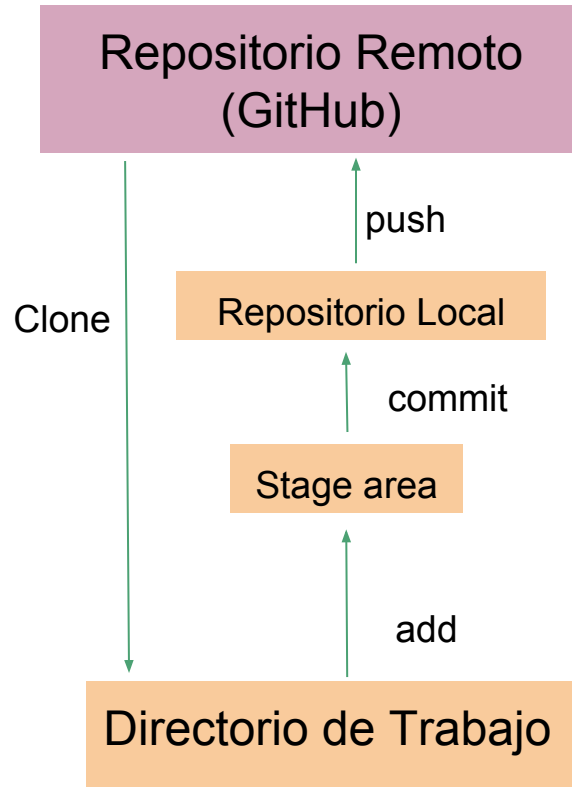 Repositorio Remoto
(GitHub)
push
Clone
Repositorio Local
commit
Stage area
add
Directorio de Trabajo